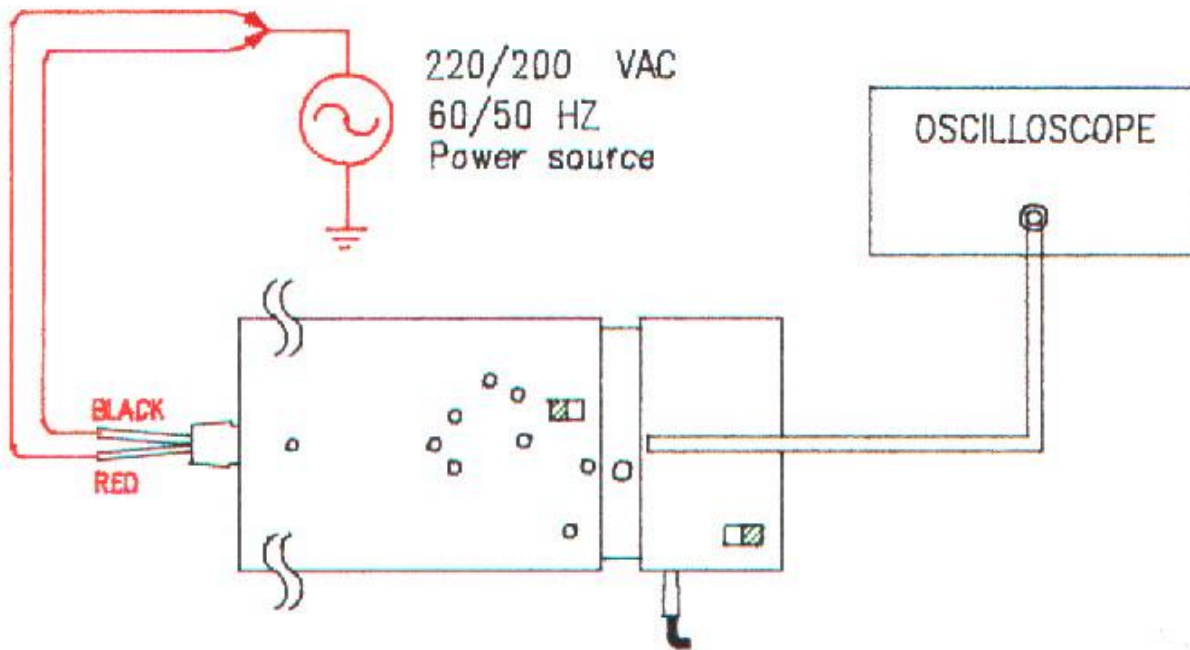 220/200 VAC
60/50 HZ
Power source
OSCILLOSCOPE
BLACK
RED